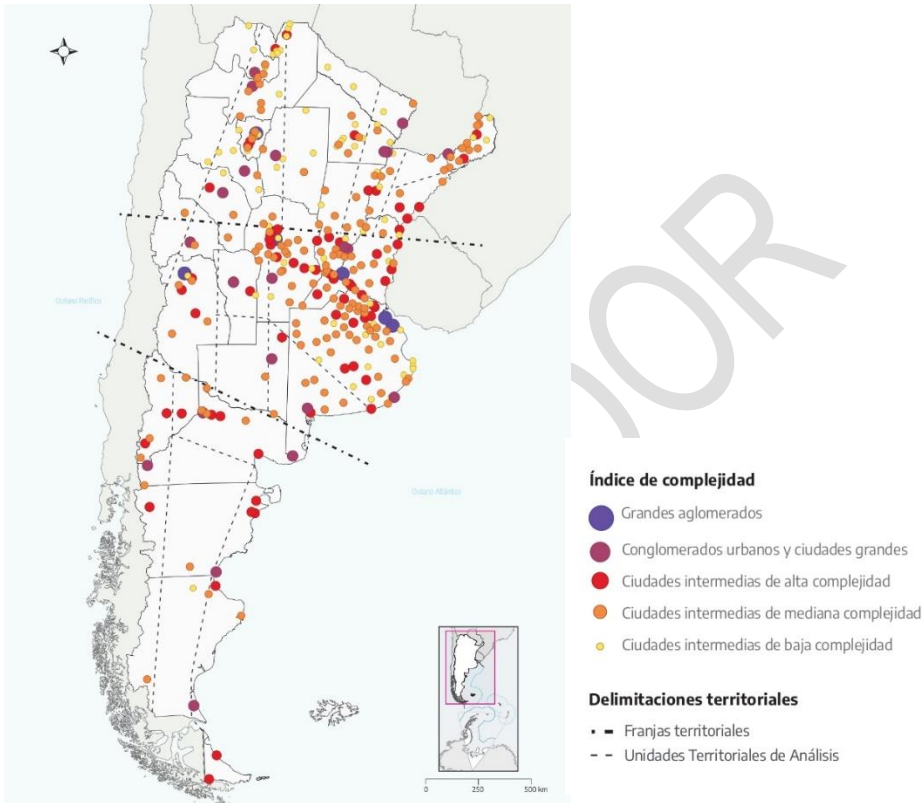 Océano Pacífico
Océano Atlántico
DOR
Índice de complejidad
Grandes aglomerados
Conglomerados urbanos y ciudades grandes
Ciudades intermedias de alta complejidad
Ciudades intermedias de mediana complejidad
Ciudades intermedias de baja complejidad
Delimitaciones territoriales
Franjas territoriales
Unidades Territoriales de Análisis
0 250 500 km